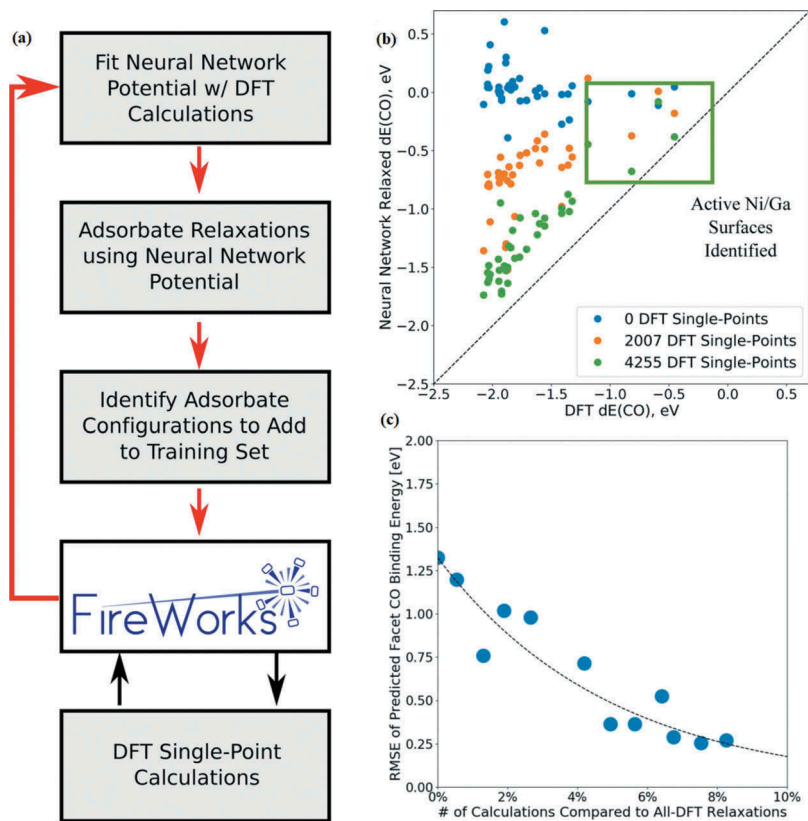 (a)
Fit Neural Network
Potential w/ DFT
Calculations
Adsorbate Relaxations
using Neural Network
Potential
Identify Adsorbate
Configurations to Add
to Training Set
FireWorks
DFT Single-Point
Calculations
(b)
Neural Network Relaxed dE(CO), eV
0.5
0.0
−0.5
−1.0
−1.5
−2.0
−2.5
Active Ni/Ga
Surfaces
Identified
0 DFT Single-Points
2007 DFT Single-Points
4255 DFT Single-Points
−2.5 −2.0 −1.5 −1.0 −0.5 0.0 0.5
DFT dE(CO), eV
(c)
RMSE of Predicted Facet CO Binding Energy [eV]
2.00
1.75
1.50
1.25
1.00
0.75
0.50
0.25
0.00
0% 2% 4% 6% 8% 10%
# of Calculations Compared to All-DFT Relaxations